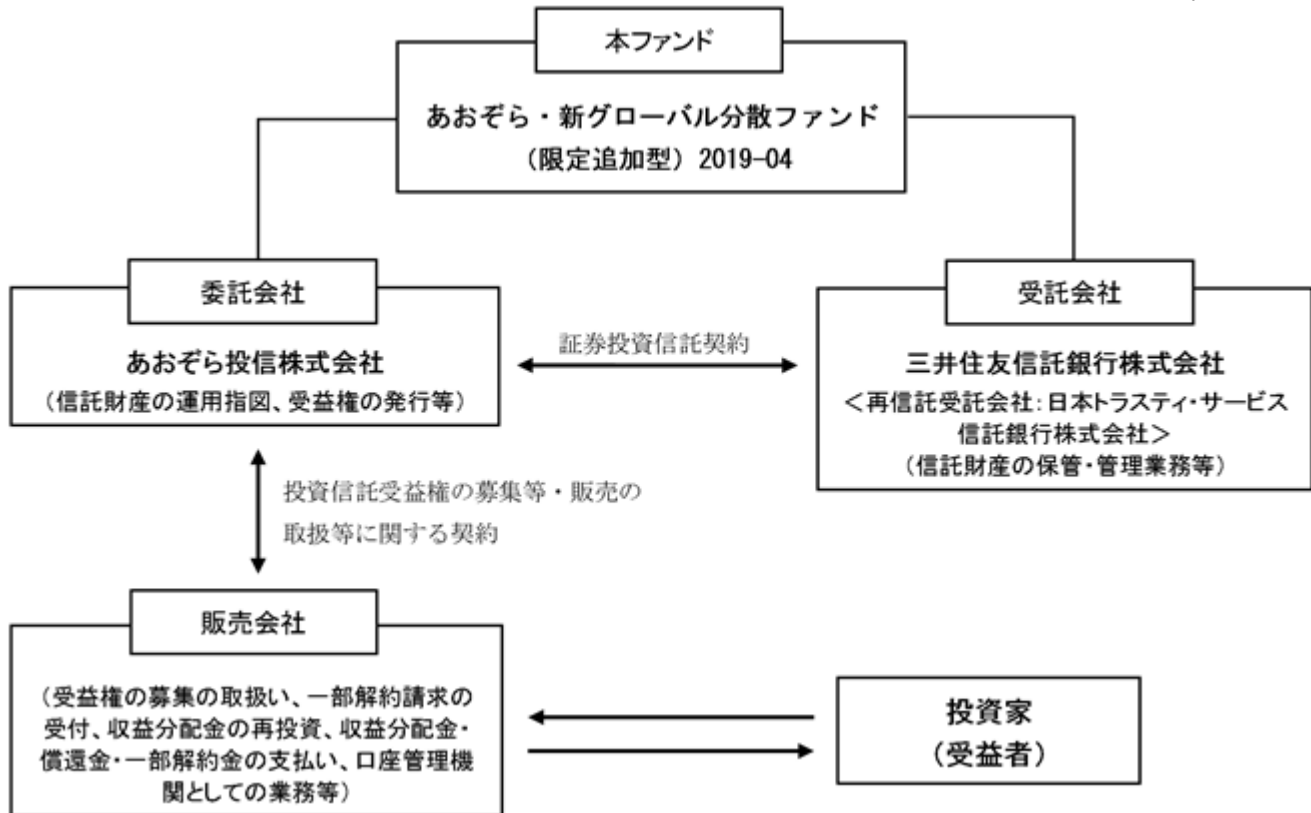 本ファンド
あおぞら・新グローバル分散ファンド
（限定追加型）2019-04
委託会社
あおぞら投信株式会社
（信託財産の運用指図、受益権の発行等）
証券投資信託契約
受託会社
三井住友信託銀行株式会社
＜再信託受託会社：日本トラスティ・サービス
信託銀行株式会社＞
（信託財産の保管・管理業務等）
投資信託受益権の募集等・販売の
取扱等に関する契約
販売会社
（受益権の募集の取扱い、一部解約請求の
受付、収益分配金の再投資、収益分配金・
償還金・一部解約金の支払い、口座管理機
関としての業務等）
投資家
（受益者）